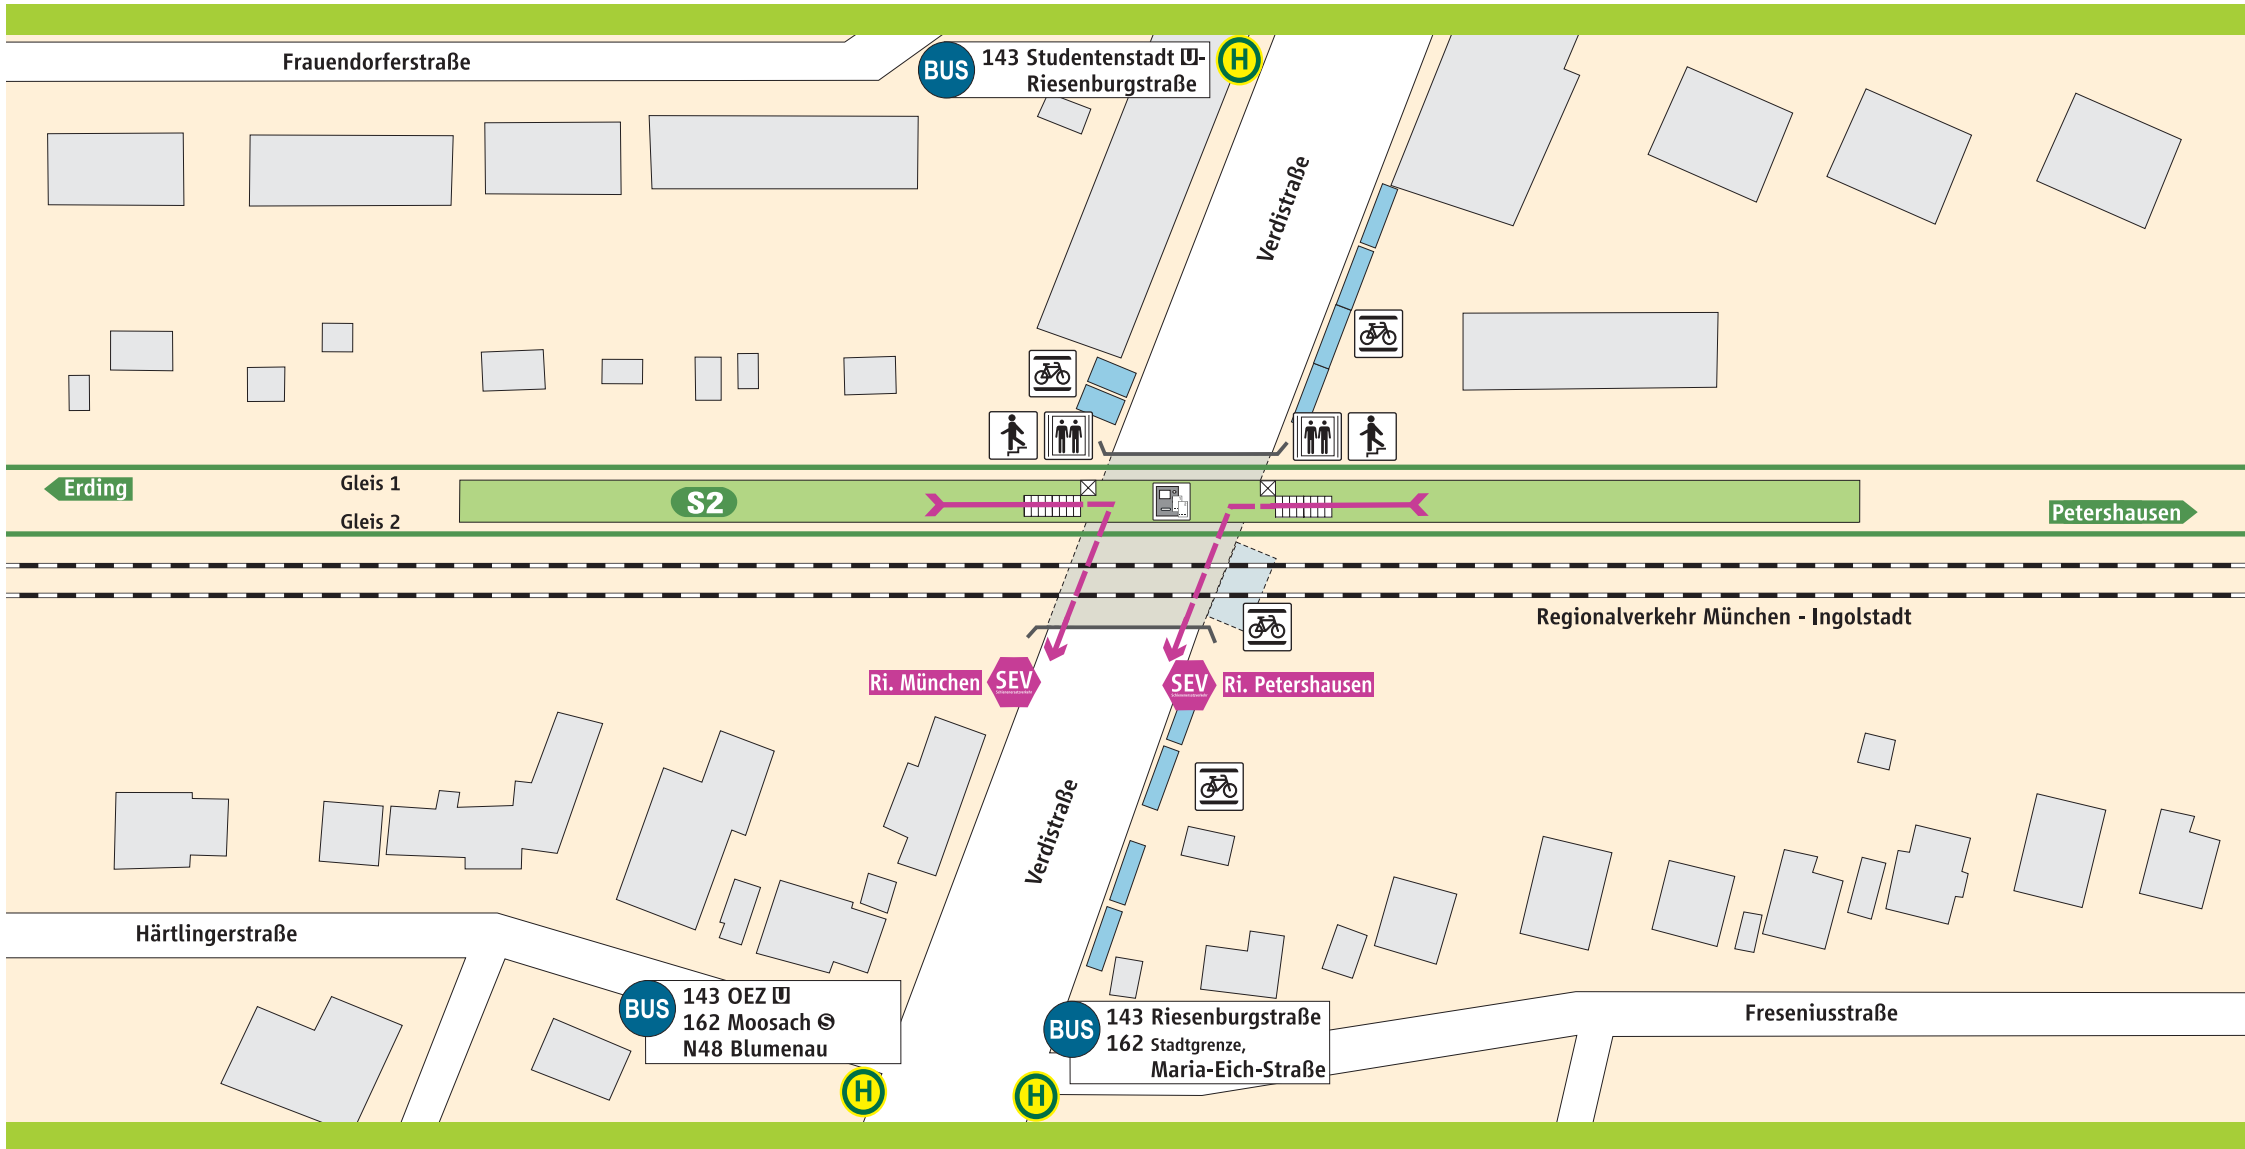 Frauendorferstraße
BUS
143 Studentenstadt U-
Riesenburgstraße
H
Verdistraße
Erding
Gleis 1
S2
Gleis 2
Petershausen
Regionalverkehr München - Ingolstadt
Ri. München
SEV
SEV
Ri. Petershausen
Verdistraße
Härtlingerstraße
BUS
143 OEZ U
162 Moosach S
N48 Blumenau
H
BUS
143 Riesenburgstraße
162 Stadtgrenze,
Maria-Eich-Straße
H
Freseniusstraße